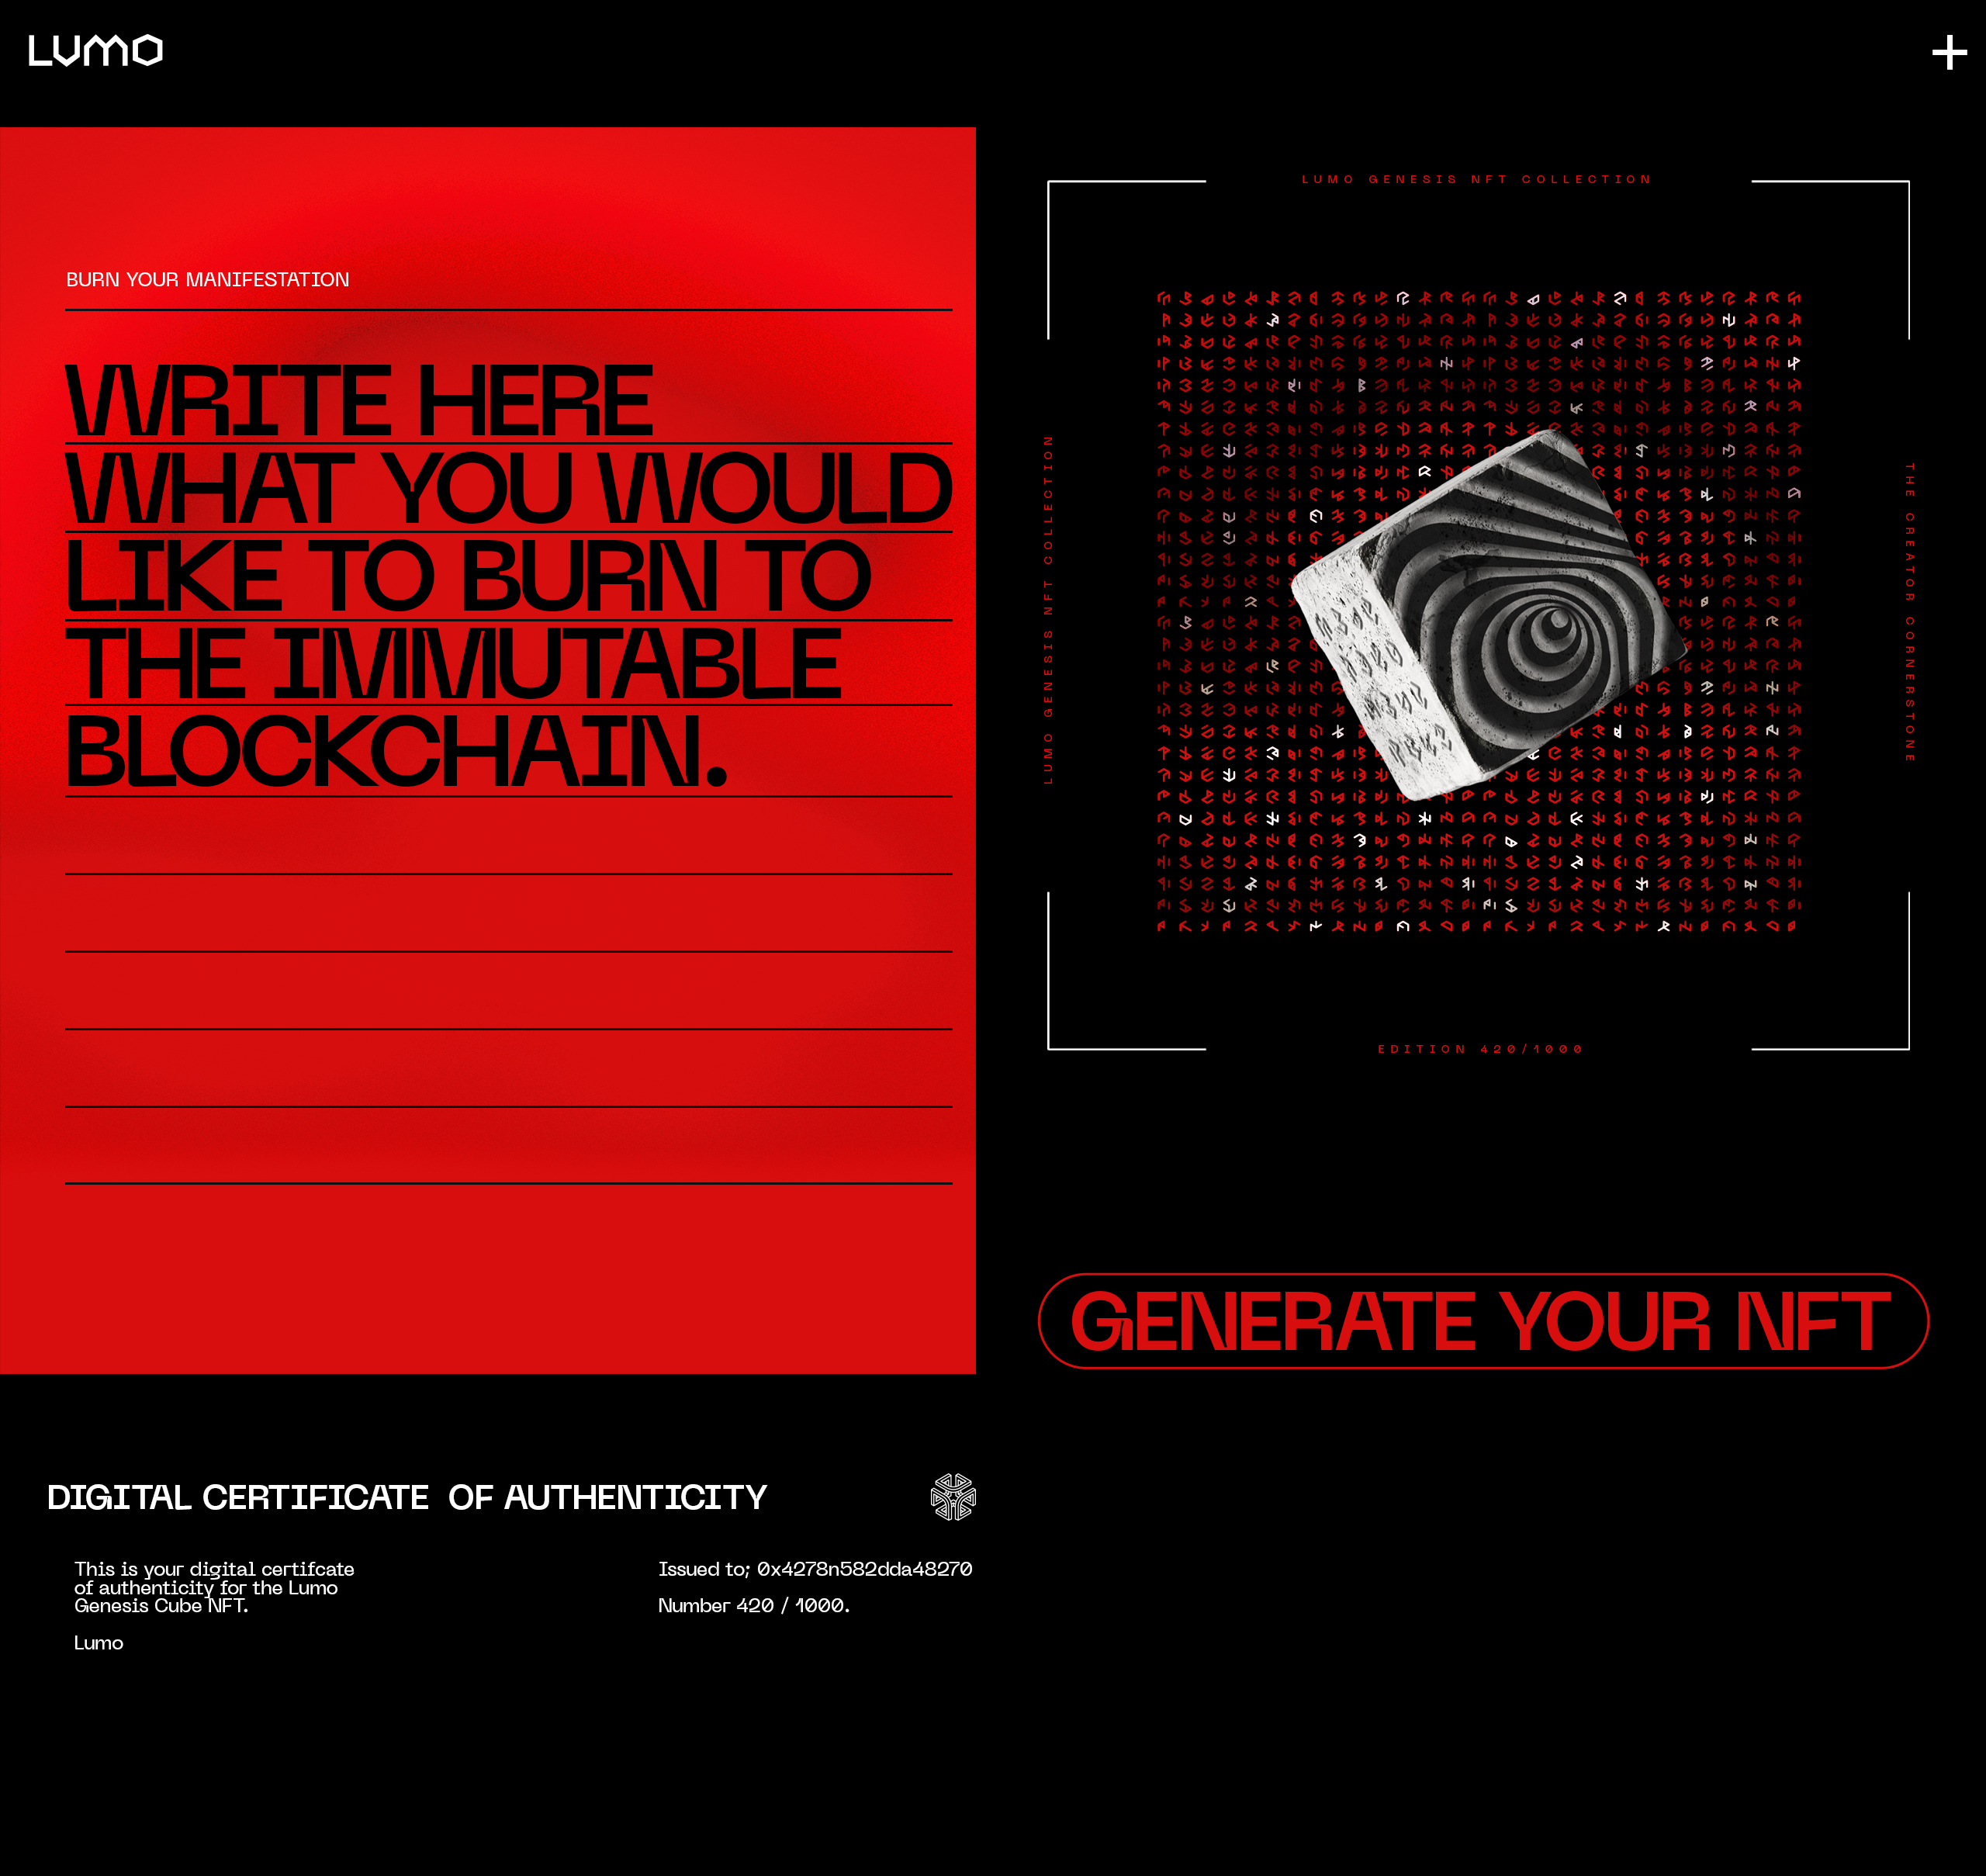 LUMO
BURN YOUR MANIFESTATION
WRITE HERE
WHAT YOU WOULD
LIKE TO BURN TO
THE IMMUTABLE
BLOCKCHAIN.
LUMO GENESIS NFT COLLECTION
LUMO GENESIS NFT COLLECTION
THE CREATOR CORNERSTONE
EDITION 420/1000
GENERATE YOUR NFT
DIGITAL CERTIFICATE OF AUTHENTICITY
This is your digital certifcate
of authenticity for the Lumo
Genesis Cube NFT.
Lumo
Issued to; 0x4278n582dda48270
Number 420 / 1000.